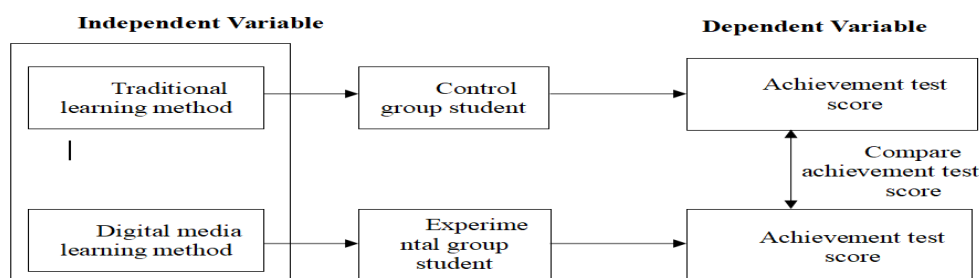 Independent Variable
Dependent Variable
Traditional
learning method
Control
group student
Achievement test
score
Compare
achievement test
score
Digital media
learning method
Experime
ntal group
student
Achievement test
score